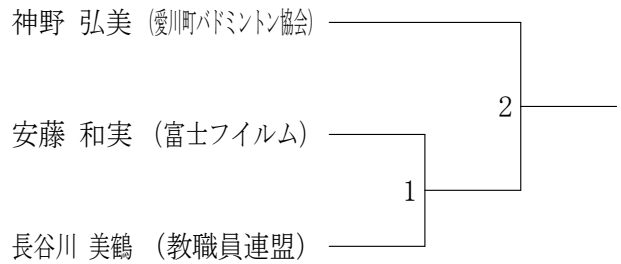 神野 弘美 (愛川町バドミントン協会)
2
安藤 和実 (富士フイルム)
1
長谷川 美鶴 (教職員連盟)